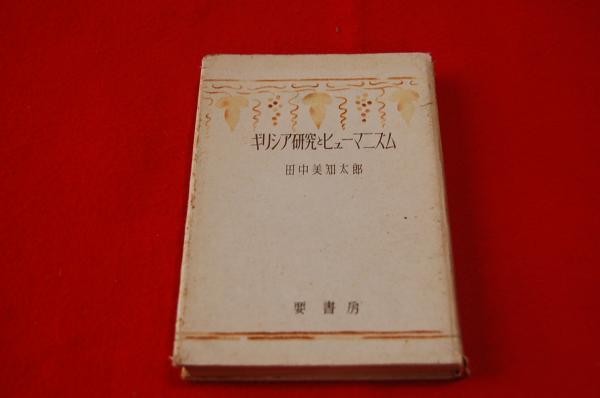 ギリシア研究とヒューマニズム
田中美知太郎
要書房